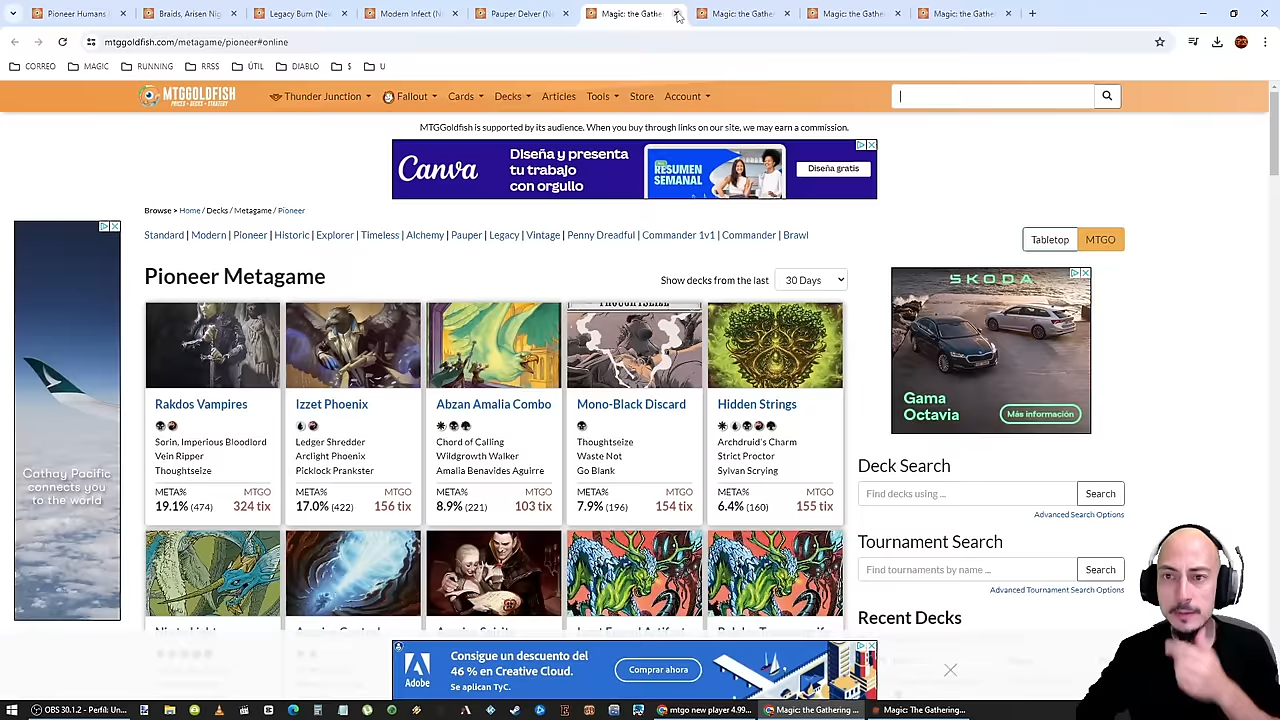 Pioneer Humans
Braids, Arisen Nig
Legacy Burn (Ne
Modern Infect (
Pauper Delver (N
Magic: the Gathe
Magic: the Gather
Magic: the Gather
Magic: the Gather
mtggoldfish.com/metagame/pioneer#online
CORREO
MAGIC
RUNNING
RRSS
ÚTIL
DIABLO
$
U
MTGGOLDFISH
PRICES • DECKS • STRATEGY
Thunder Junction
Fallout
Cards
Decks
Articles
Tools
Store
Account
MTGGoldfish is supported by its audience. When you buy through links on our site, we may earn a commission.
Canva
Diseña y presenta
tu trabajo
con orgullo
RESUMEN
SEMANAL
Diseña gratis
Browse > Home / Decks / Metagame / Pioneer
Standard | Modern | Pioneer | Historic | Explorer | Timeless | Alchemy | Pauper | Legacy | Vintage | Penny Dreadful | Commander 1v1 | Commander | Brawl
Tabletop
MTGO
Pioneer Metagame
Show decks from the last
30 Days
THOUGHTSEIZE
Rakdos Vampires
Sorin, Imperious Bloodlord
Vein Ripper
Thoughtseize
META%
MTGO
19.1% (474)
324 tix
Izzet Phoenix
Ledger Shredder
Arclight Phoenix
Picklock Prankster
META%
MTGO
17.0% (422)
156 tix
Abzan Amalia Combo
Chord of Calling
Wildgrowth Walker
Amalia Benavides Aguirre
META%
MTGO
8.9% (221)
103 tix
Mono-Black Discard
Thoughtseize
Waste Not
Go Blank
META%
MTGO
7.9% (196)
154 tix
Hidden Strings
Archdruid's Charm
Strict Proctor
Sylvan Scrying
META%
MTGO
6.4% (160)
155 tix
Cathay Pacific
connects you
to the world
SKODA
Gama
Octavia
Más información
Deck Search
Find decks using ...
Search
Advanced Search Options
Tournament Search
Find tournaments by name ...
Search
Advanced Tournament Search Options
Recent Decks
Adobe
Consigue un descuento del
46 % en Creative Cloud.
Se aplican TyC.
Comprar ahora
OBS 30.1.2 - Perfil: Un...
mtgo new player 4.99...
Magic: the Gathering ...
Magic: The Gathering...